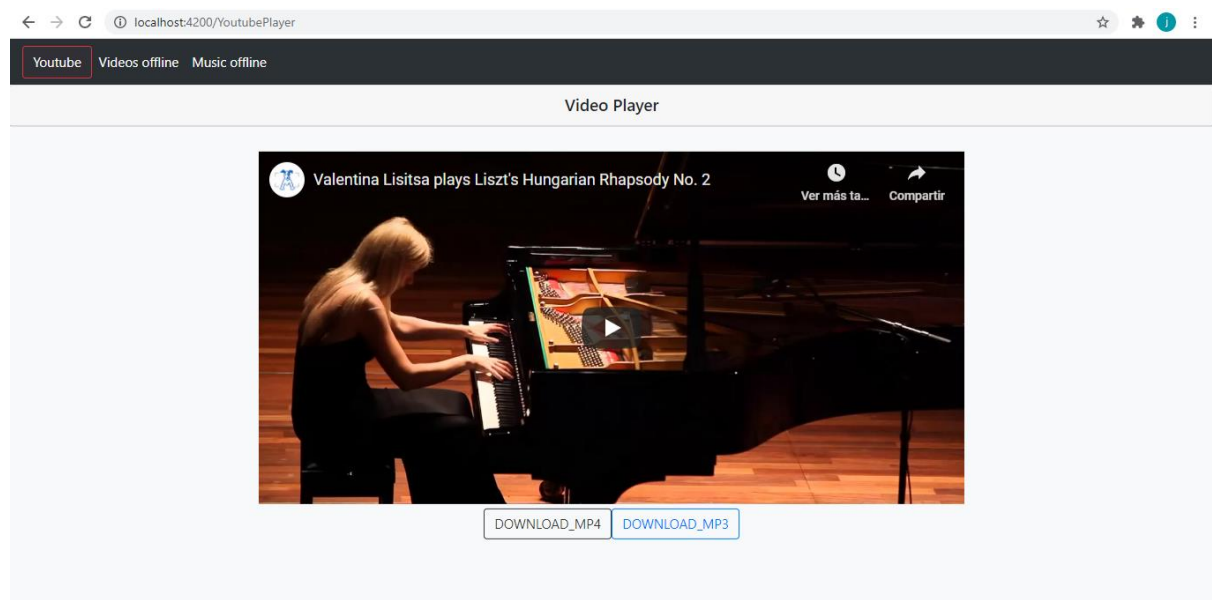 localhost:4200/YoutubePlayer
j
Youtube Videos offline Music offline
Video Player
Valentina Lisitsa plays Liszt's Hungarian Rhapsody No. 2
Ver más ta... Compartir
DOWNLOAD_MP4 DOWNLOAD_MP3